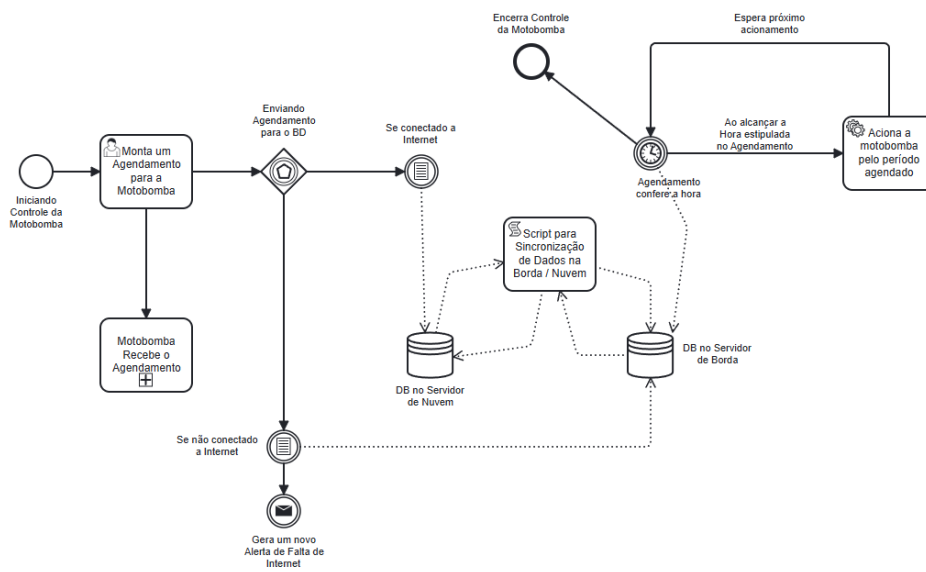 Encerra Controle
da Motobomba
Espera próximo
acionamento
Enviando
Agendamento
para o BD
Se conectado a
Internet
Ao alcançar a
Hora estipulada
no Agendamento
Aciona a
motobomba
pelo período
agendado
Monta um
Agendamento
para a
Motobomba
Iniciando
Controle da
Motobomba
Agendamento
confere a hora
Script para
Sincronização
de Dados na
Borda / Nuvem
Motobomba
Recebe o
Agendamento
DB no Servidor
de Nuvem
DB no Servidor
de Borda
Se não conectado
a Internet
Gera um novo
Alerta de Falta de
Internet